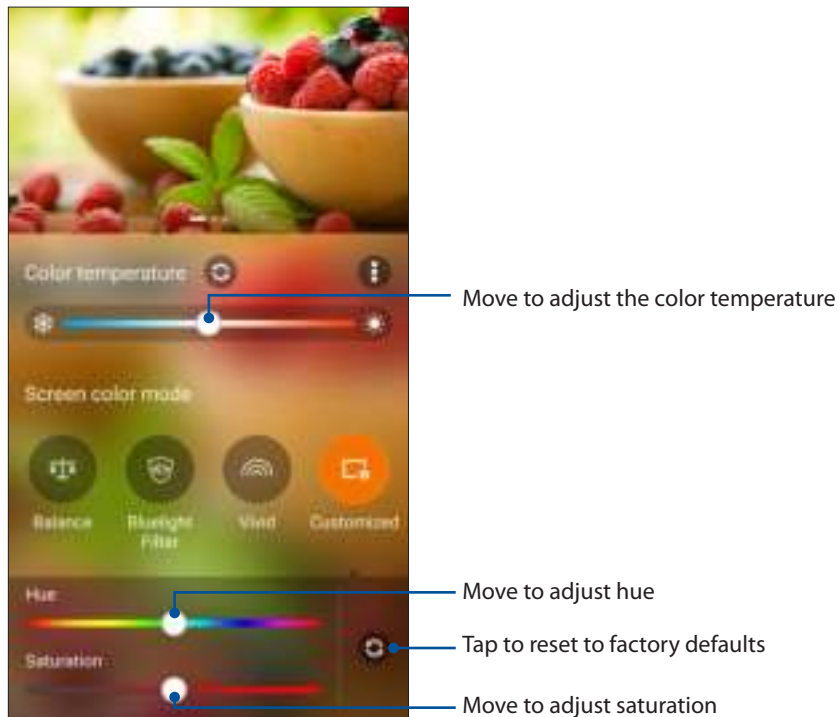 Color temperature
Move to adjust the color temperature
Screen color mode
Balance
Bluelight
Filter
Vivid
Customized
Hue
Move to adjust hue
Tap to reset to factory defaults
Saturation
Move to adjust saturation